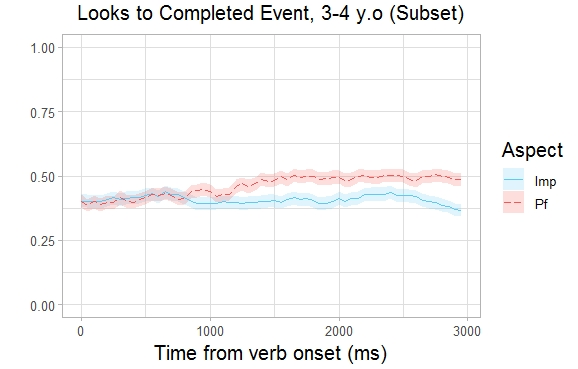 Looks to Completed Event, 3-4 y.o (Subset)
1.00
0.75
0.50
0.25
0.00
0 1000 2000 3000
Time from verb onset (ms)
Aspect
Imp
Pf